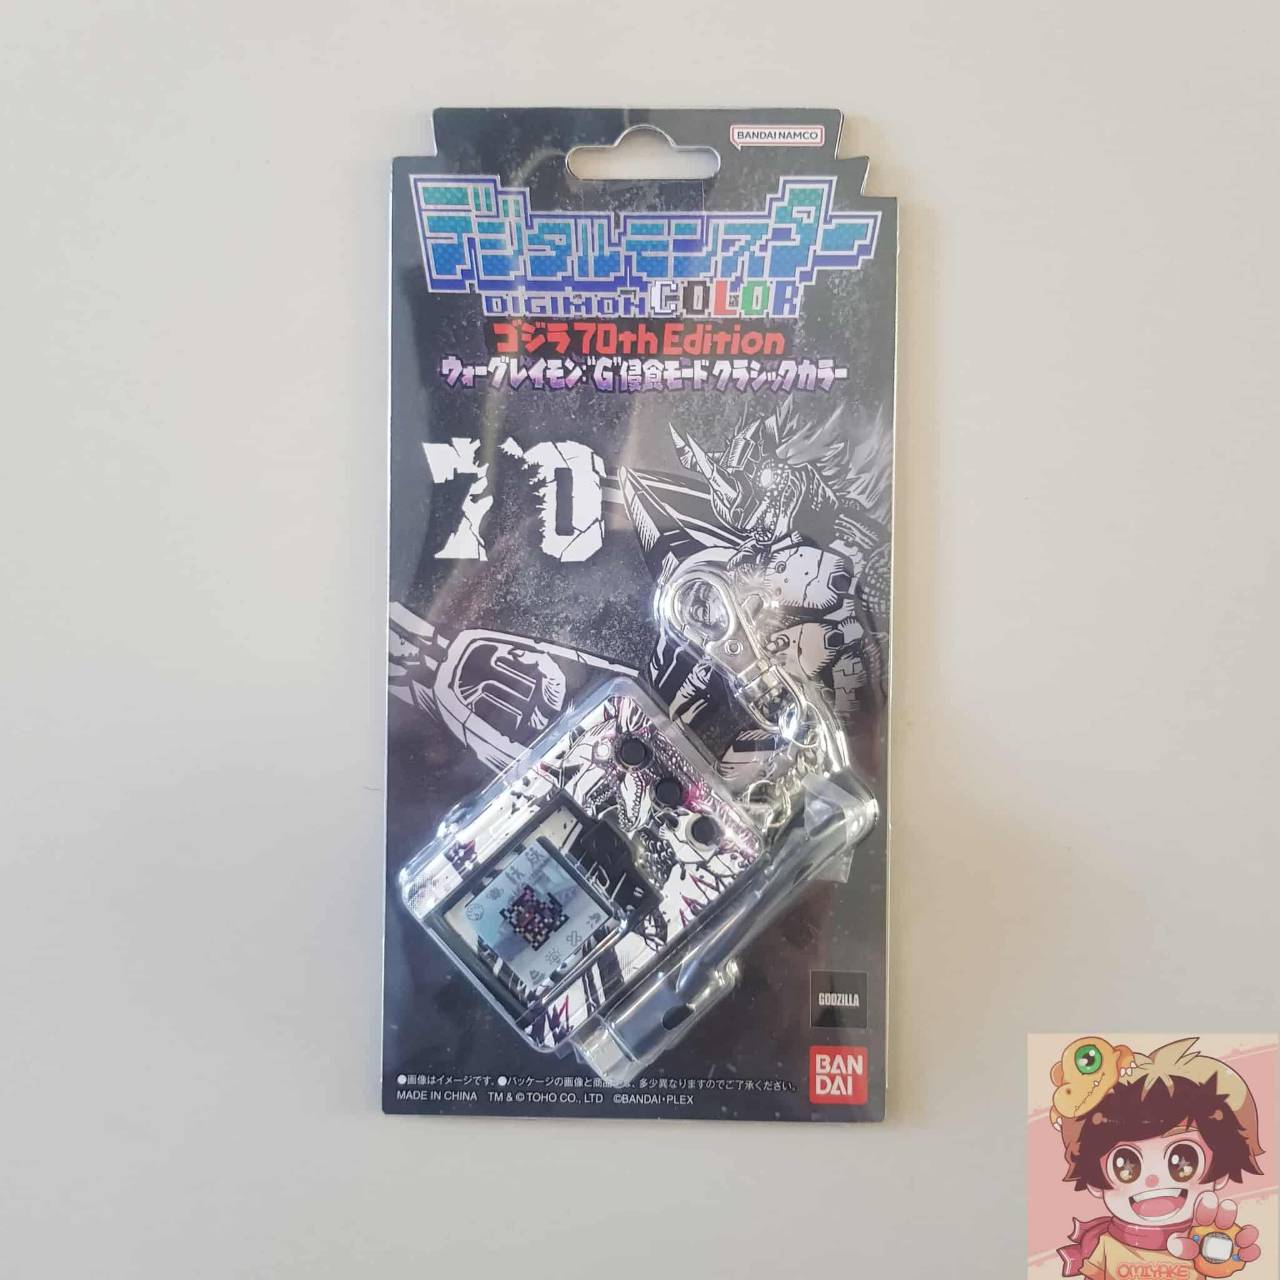 BANDAI NAMCO
デジタルモンスター
DIGIMON COLOR
ゴジラ70th Edition
ウォーグレイモン:"G"侵食モード クラシックカラー
70
GODZILLA
BAN
DAI
●画像はイメージです。●パッケージの画像と商品とは、多少異なりますのでご了承ください。
MADE IN CHINA TM & © TOHO CO., LTD ©BANDAI・PLEX
OMIYAKE